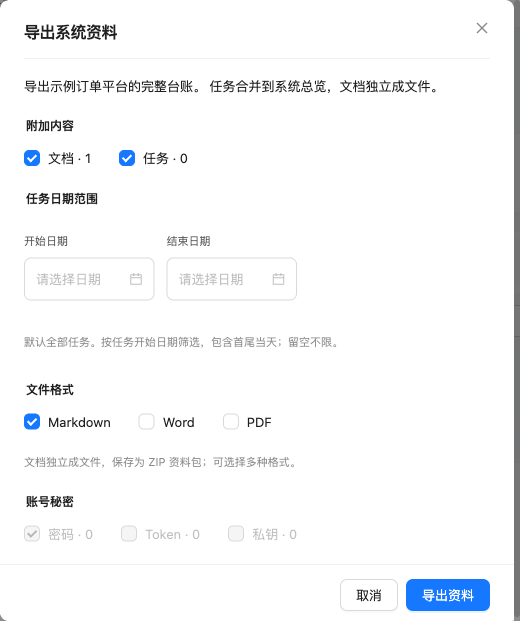 导出系统资料
导出示例订单平台的完整台账。 任务合并到系统总览，文档独立成文件。
附加内容
文档 · 1
任务 · 0
任务日期范围
开始日期
结束日期
请选择日期
请选择日期
默认全部任务。按任务开始日期筛选，包含首尾当天；留空不限。
文件格式
Markdown
Word
PDF
文档独立成文件，保存为 ZIP 资料包；可选择多种格式。
账号秘密
密码 · 0
Token · 0
私钥 · 0
取消
导出资料